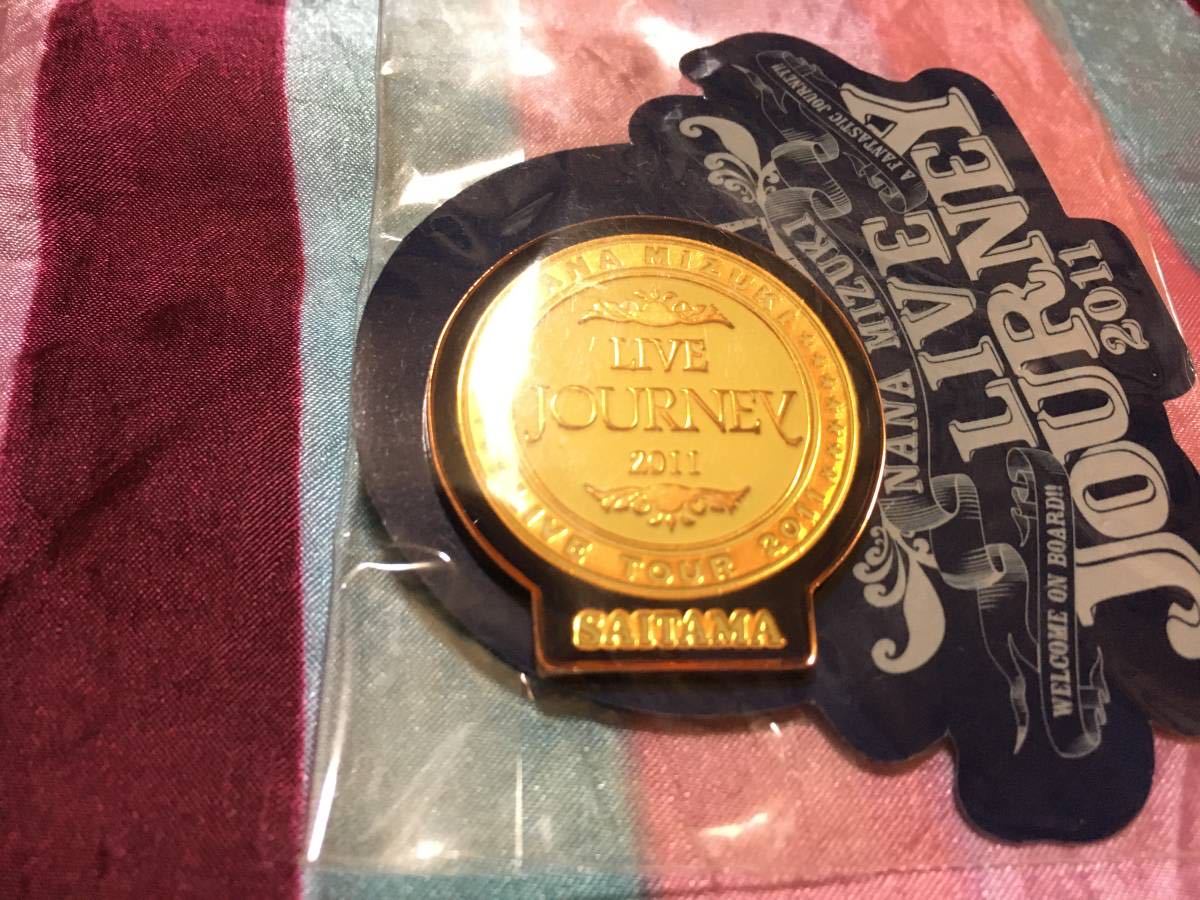 NANA MIZUKI
LIVE
JOURNEY
2011
LIVE TOUR 2011
SAITAMA
A FANTASTIC JOURNEY!!
NANA MIZUKI
LIVE
JOURNEY
2011
WELCOME ON BOARD!!